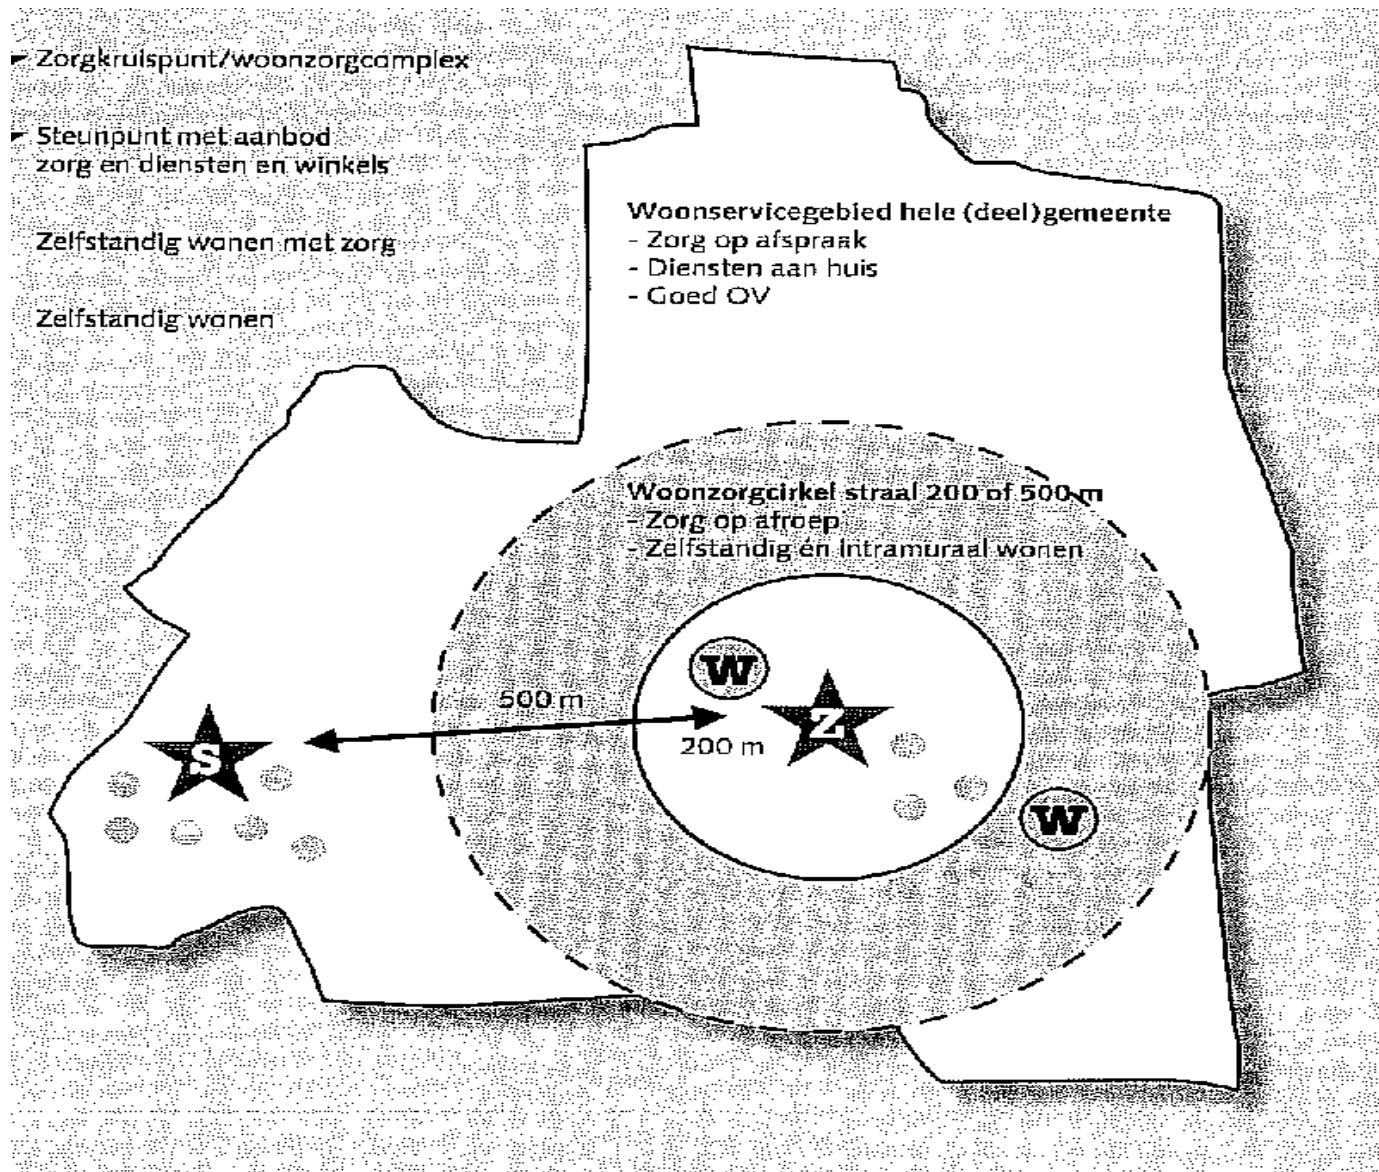 Zorgkruispunt/woonzorgcomplex
Steunpunt met aanbod
zorg en diensten en winkels
Zelfstandig wonen met zorg
Zelfstandig wonen
Woonservicegebied hele (deel)gemeente
- Zorg op afspraak
- Diensten aan huis
- Goed OV
Woonzorgcirkel straal 200 of 500 m
- Zorg op afroep
- Zelfstandig én intramuraal wonen
W
500 m
Z
200 m
S
W